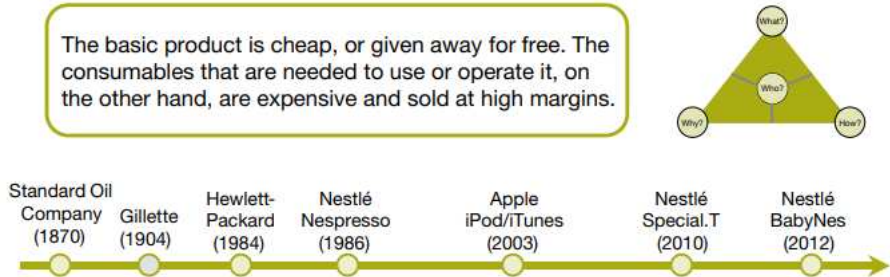 The basic product is cheap, or given away for free. The
consumables that are needed to use or operate it, on
the other hand, are expensive and sold at high margins.
What?
Who?
Why?
How?
Standard Oil
Company
(1870)
Gillette
(1904)
Hewlett-
Packard
(1984)
Nestlé
Nespresso
(1986)
Apple
iPod/iTunes
(2003)
Nestlé
Special.T
(2010)
Nestlé
BabyNes
(2012)